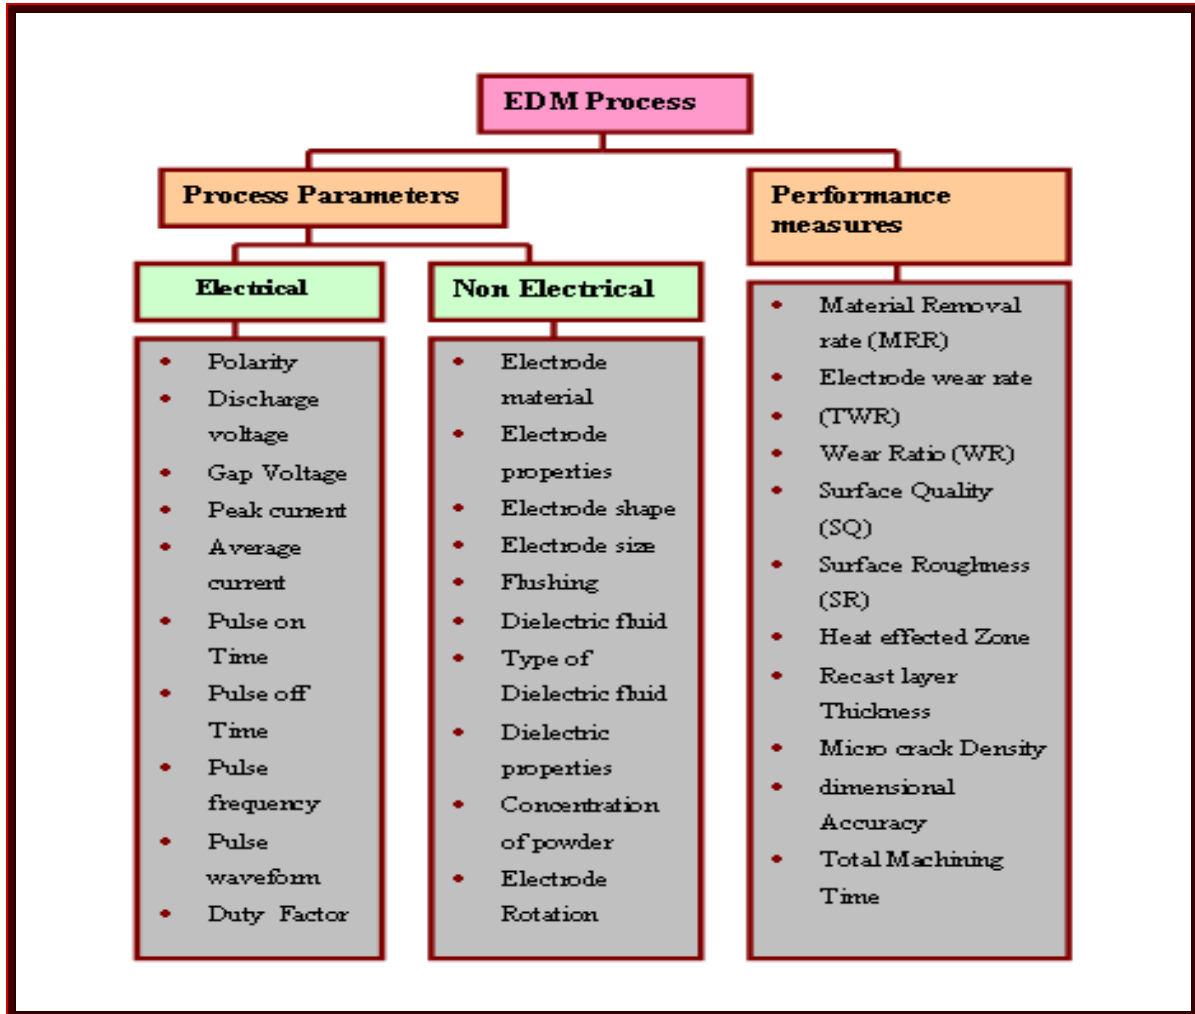 EDM Process
Process Parameters
Performance
measures
Electrical
Non Electrical
• Polarity
• Discharge
voltage
• Gap Voltage
• Peak current
• Average
current
• Pulse on
Time
• Pulse off
Time
• Pulse
frequency
• Pulse
waveform
• Duty Factor
• Electrode
material
• Electrode
properties
• Electrode shape
• Electrode size
• Flushing
• Dielectric fluid
• Type of
Dielectric fluid
• Dielectric
properties
• Concentration
of powder
• Electrode
Rotation
• Material Removal
rate (MRR)
• Electrode wear rate
• (TWR)
• Wear Ratio (WR)
• Surface Quality
(SQ)
• Surface Roughness
(SR)
• Heat effected Zone
• Recast layer
Thickness
• Micro crack Density
• dimensional
Accuracy
• Total Machining
Time